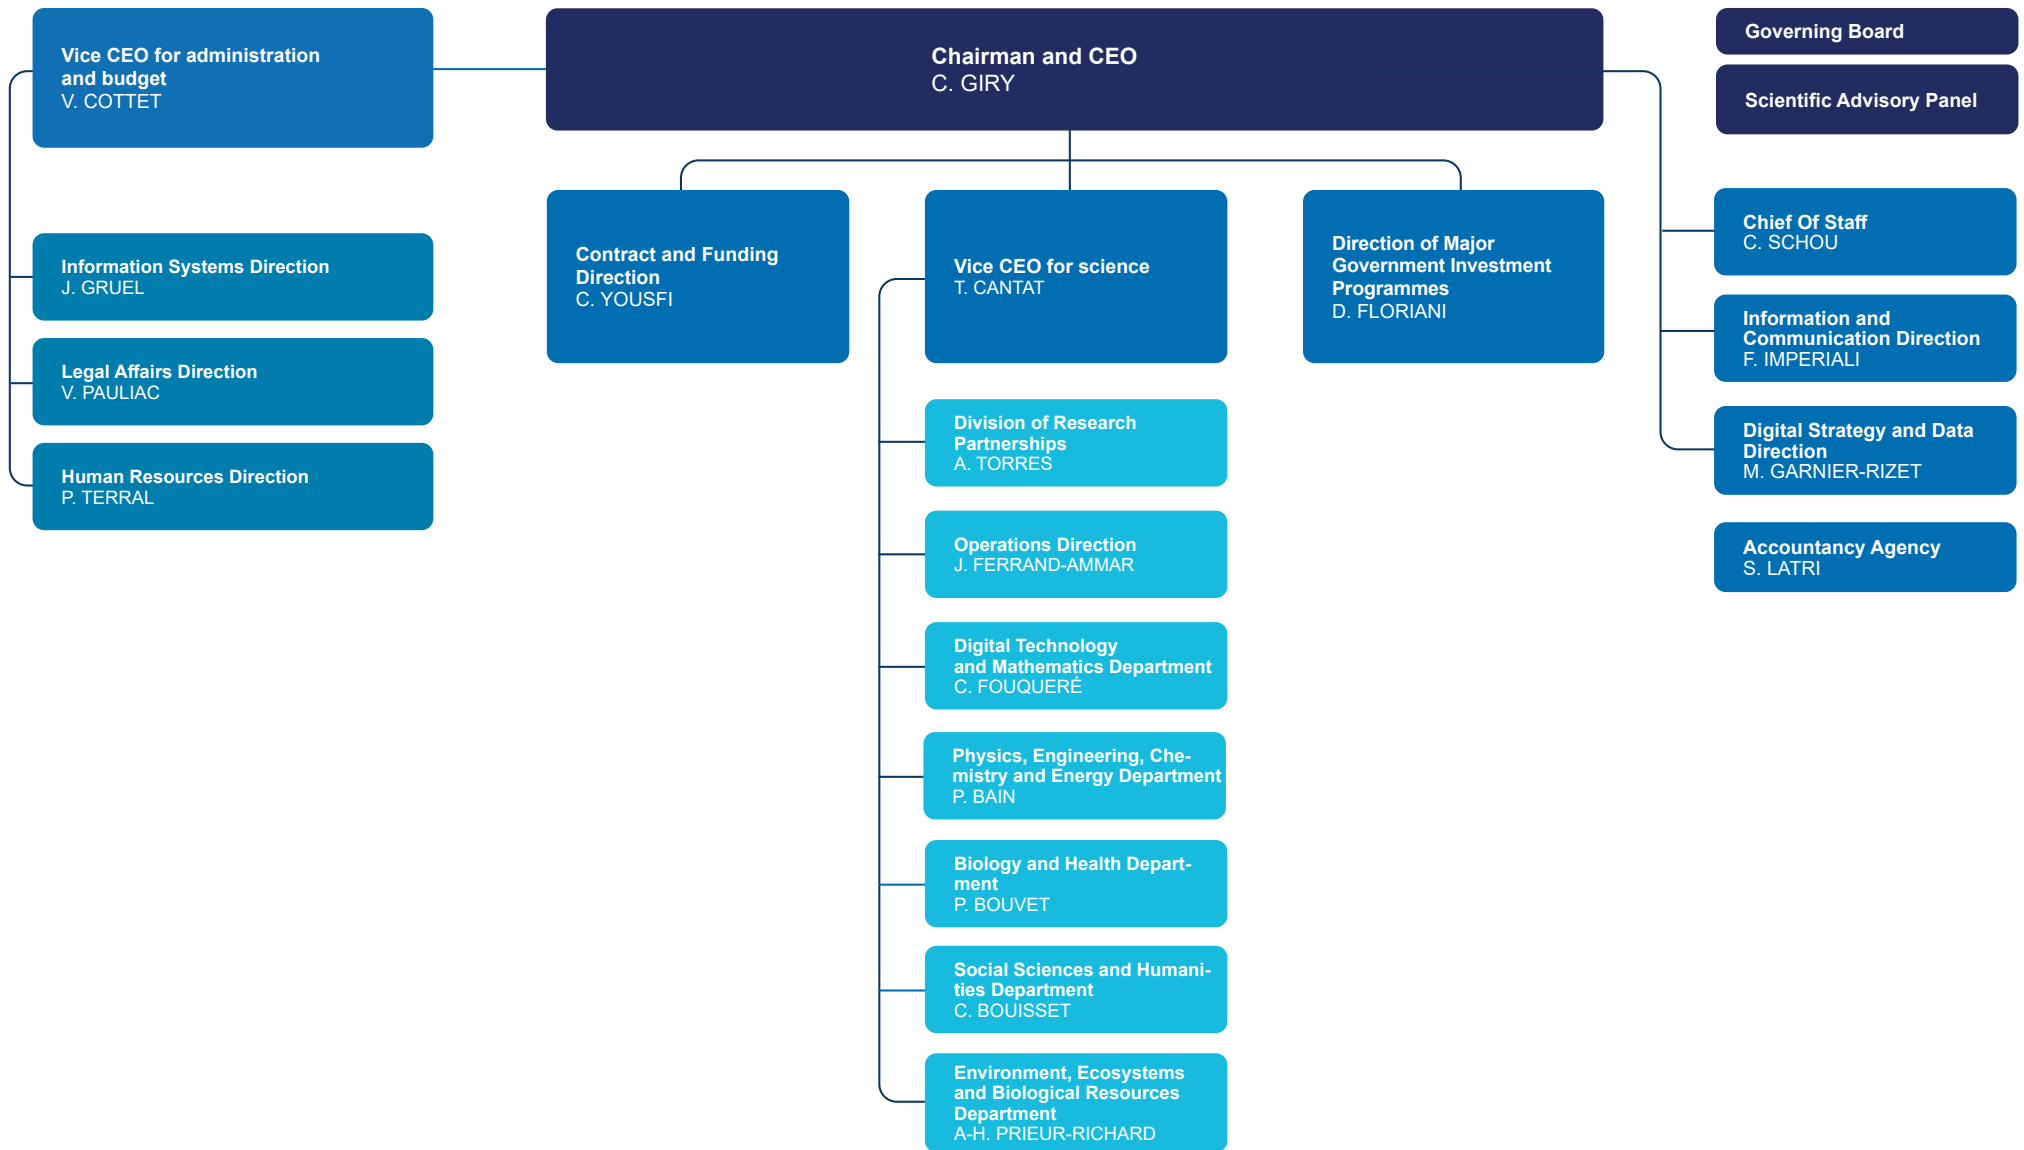 Vice CEO for administration
and budget
V. COTTET
Chairman and CEO
C. GIRY
Governing Board
Scientific Advisory Panel
Information Systems Direction
J. GRUEL
Legal Affairs Direction
V. PAULIAC
Human Resources Direction
P. TERRAL
Contract and Funding
Direction
C. YOUSFI
Vice CEO for science
T. CANTAT
Direction of Major
Government Investment
Programmes
D. FLORIANI
Division of Research
Partnerships
A. TORRES
Operations Direction
J. FERRAND-AMMAR
Digital Technology
and Mathematics Department
C. FOUQUERÉ
Physics, Engineering, Che-
mistry and Energy Department
P. BAIN
Biology and Health Depart-
ment
P. BOUVET
Social Sciences and Humani-
ties Department
C. BOUISSET
Environment, Ecosystems
and Biological Resources
Department
A-H. PRIEUR-RICHARD
Chief Of Staff
C. SCHOU
Information and
Communication Direction
F. IMPERIALI
Digital Strategy and Data
Direction
M. GARNIER-RIZET
Accountancy Agency
S. LATRI